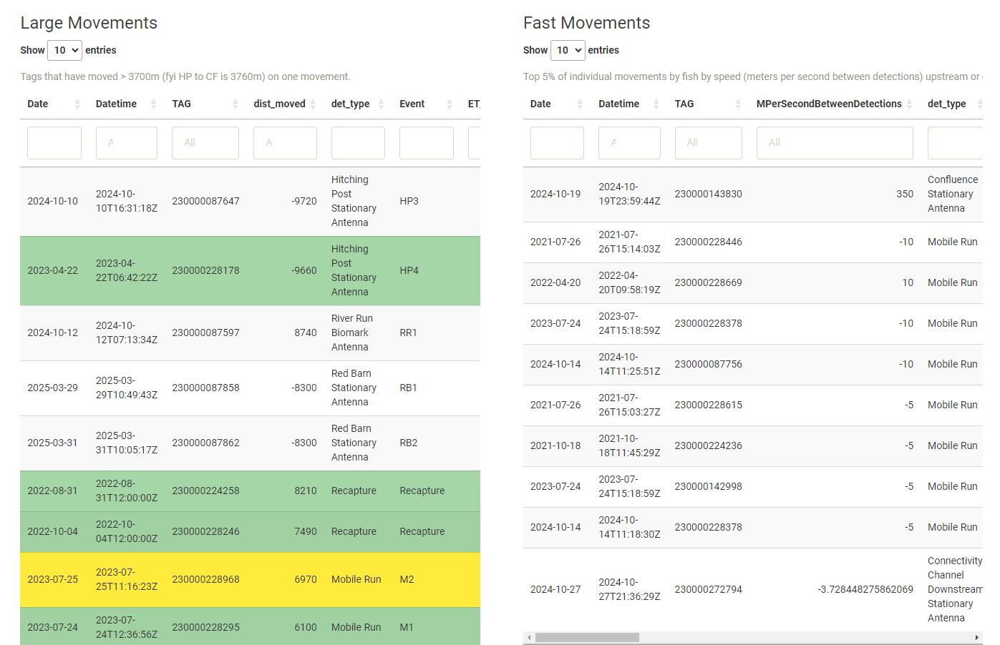 Large Movements
Show 10 entries
Tags that have moved > 3700m (fyi HP to CF is 3760m) on one movement.
Date Datetime TAG dist_moved det_type Event ET
A All A
2024-10-10 2024-10-10T16:31:18Z 230000087647 -9720 Hitching Post Stationary Antenna HP3
2023-04-22 2023-04-22T06:42:22Z 230000228178 -9660 Hitching Post Stationary Antenna HP4
2024-10-12 2024-10-12T07:13:34Z 230000087597 8740 River Run Biomark Antenna RR1
2025-03-29 2025-03-29T10:49:43Z 230000087858 -8300 Red Barn Stationary Antenna RB1
2025-03-31 2025-03-31T10:05:17Z 230000087862 -8300 Red Barn Stationary Antenna RB2
2022-08-31 2022-08-31T12:00:00Z 230000224258 8210 Recapture Recapture
2022-10-04 2022-10-04T12:00:00Z 230000228246 7490 Recapture Recapture
2023-07-25 2023-07-25T11:16:23Z 230000228968 6970 Mobile Run M2
2023-07-24 2023-07-24T12:36:56Z 230000228295 6100 Mobile Run M1
Fast Movements
Show 10 entries
Top 5% of individual movements by fish by speed (meters per second between detections) upstream or
Date Datetime TAG MPerSecondBetweenDetections det_type
A All All
2024-10-19 2024-10-19T23:59:44Z 230000143830 350 Confluence Stationary Antenna
2021-07-26 2021-07-26T15:14:03Z 230000228446 -10 Mobile Run
2022-04-20 2022-04-20T09:58:19Z 230000228669 10 Mobile Run
2023-07-24 2023-07-24T15:18:59Z 230000228378 -10 Mobile Run
2024-10-14 2024-10-14T11:25:51Z 230000087756 -10 Mobile Run
2021-07-26 2021-07-26T15:03:27Z 230000228615 -5 Mobile Run
2021-10-18 2021-10-18T11:45:29Z 230000224236 -5 Mobile Run
2023-07-24 2023-07-24T15:18:59Z 230000142998 -5 Mobile Run
2024-10-14 2024-10-14T11:18:30Z 230000228378 -5 Mobile Run
2024-10-27 2024-10-27T21:36:29Z 230000272794 -3.728448275862069 Connectivity Channel Downstream Stationary Antenna